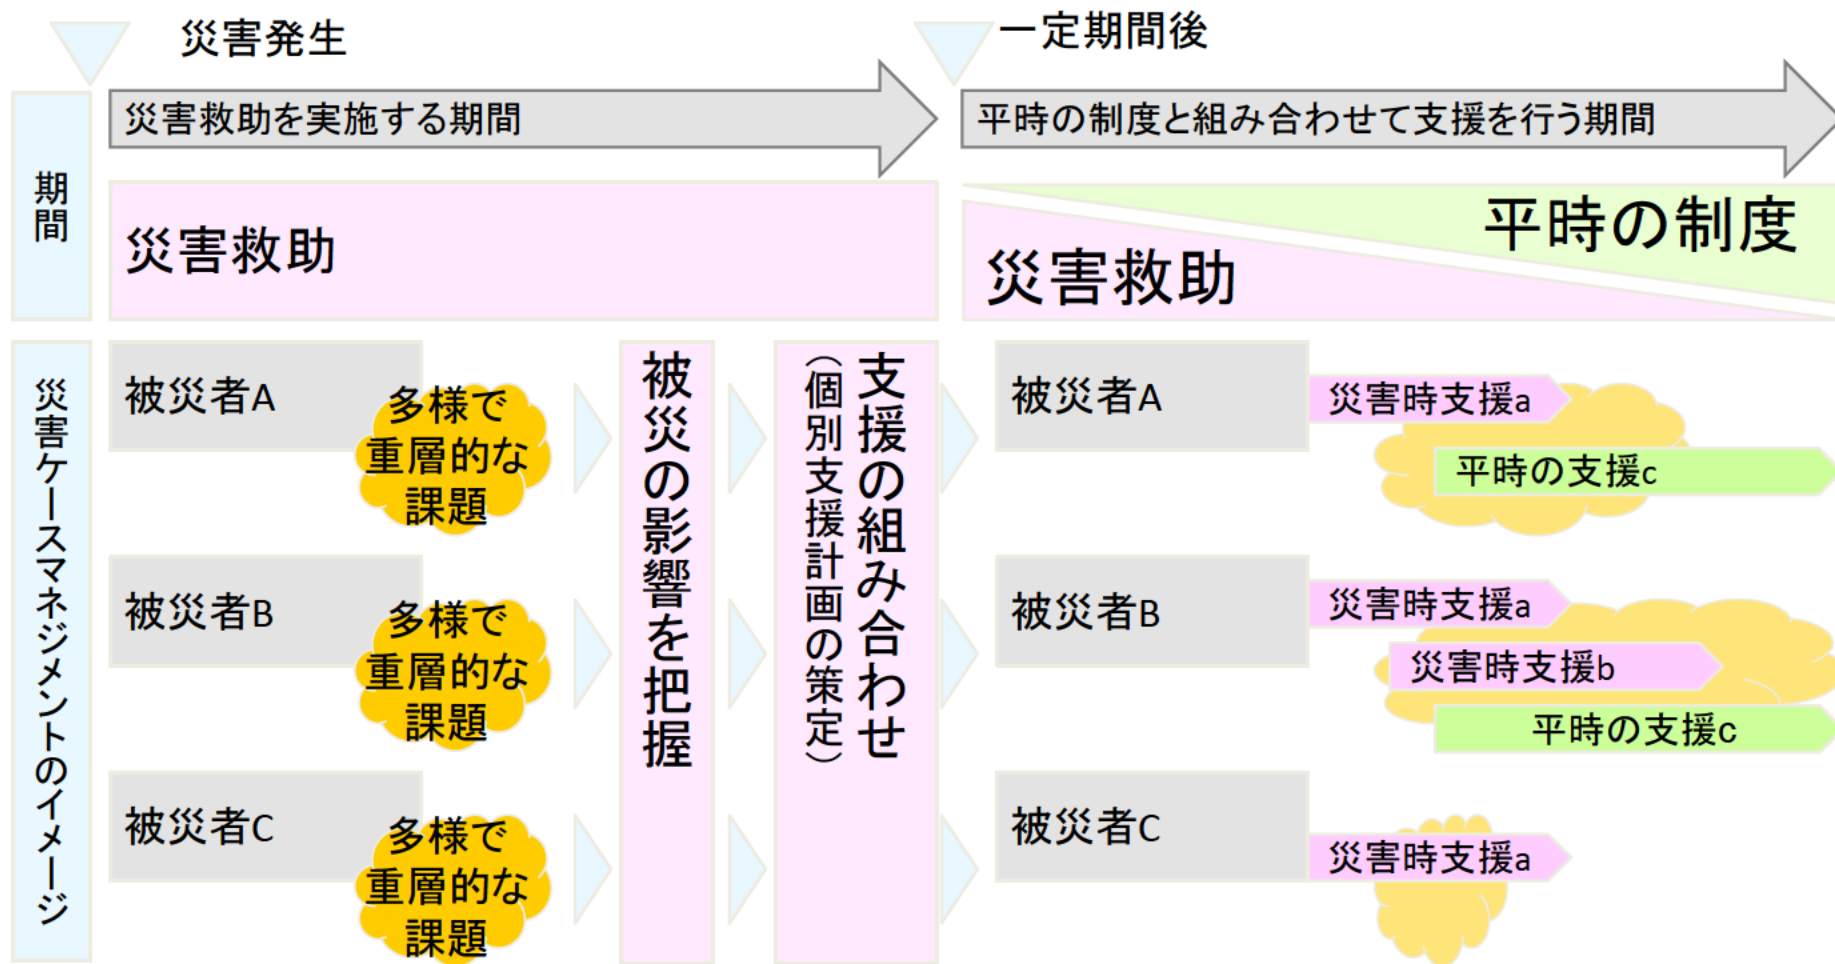 災害発生
一定期間後
期間
災害救助を実施する期間
平時の制度と組み合わせて支援を行う期間
災害救助
災害救助
平時の制度
災害ケースマネジメントのイメージ
被災者A
多様で
重層的な
課題
被災者B
多様で
重層的な
課題
被災者C
多様で
重層的な
課題
被災の影響を把握
支援の組み合わせ
（個別支援計画の策定）
被災者A
災害時支援a
平時の支援c
被災者B
災害時支援a
災害時支援b
平時の支援c
被災者C
災害時支援a